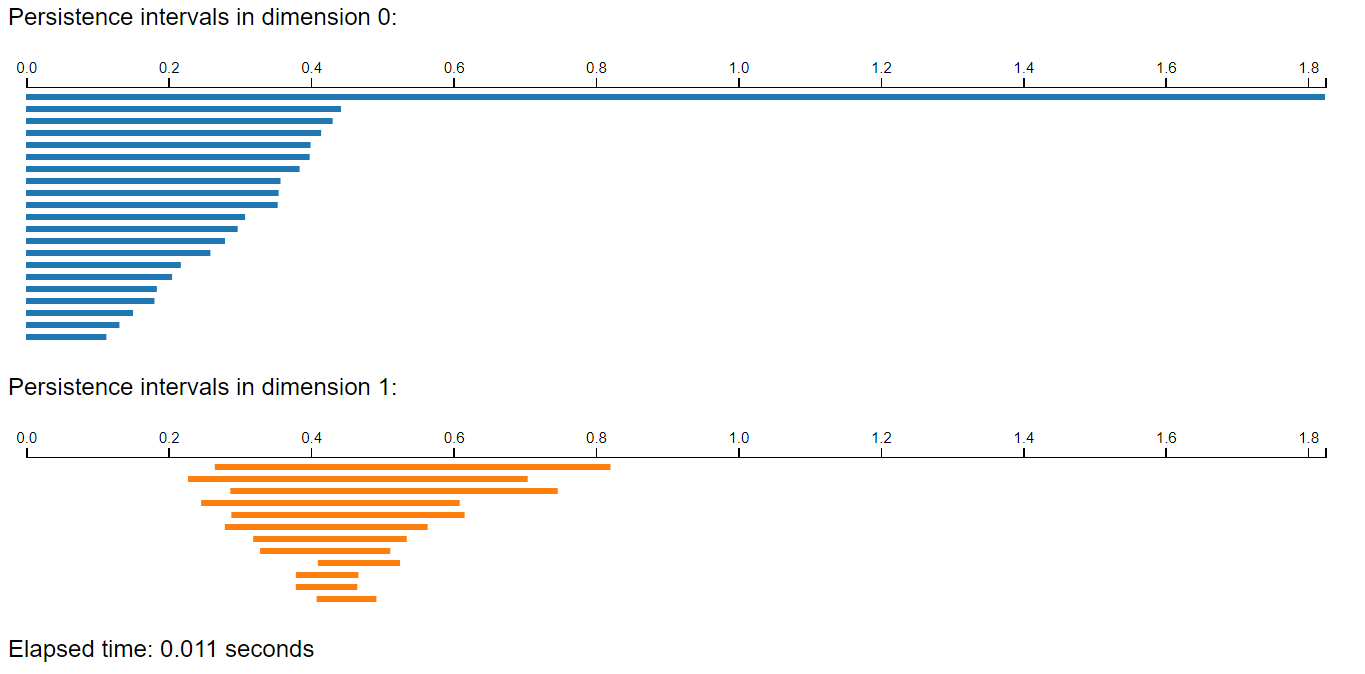 Persistence intervals in dimension 0:
0.0 0.2 0.4 0.6 0.8 1.0 1.2 1.4 1.6 1.8
Persistence intervals in dimension 1:
0.0 0.2 0.4 0.6 0.8 1.0 1.2 1.4 1.6 1.8
Elapsed time: 0.011 seconds